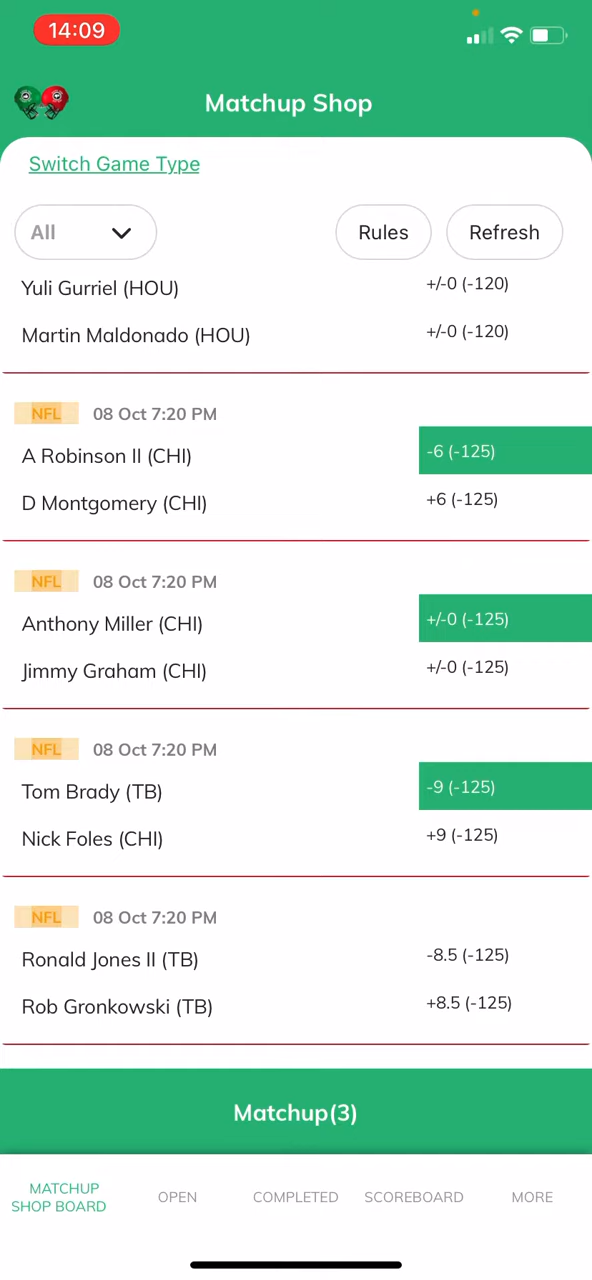 14:09
Matchup Shop
Switch Game Type
All
Rules
Refresh
Yuli Gurriel (HOU) +/-0 (-120)
Martin Maldonado (HOU) +/-0 (-120)
NFL 08 Oct 7:20 PM
A Robinson II (CHI) -6 (-125)
D Montgomery (CHI) +6 (-125)
NFL 08 Oct 7:20 PM
Anthony Miller (CHI) +/-0 (-125)
Jimmy Graham (CHI) +/-0 (-125)
NFL 08 Oct 7:20 PM
Tom Brady (TB) -9 (-125)
Nick Foles (CHI) +9 (-125)
NFL 08 Oct 7:20 PM
Ronald Jones II (TB) -8.5 (-125)
Rob Gronkowski (TB) +8.5 (-125)
Matchup(3)
MATCHUP
SHOP BOARD
OPEN
COMPLETED
SCOREBOARD
MORE